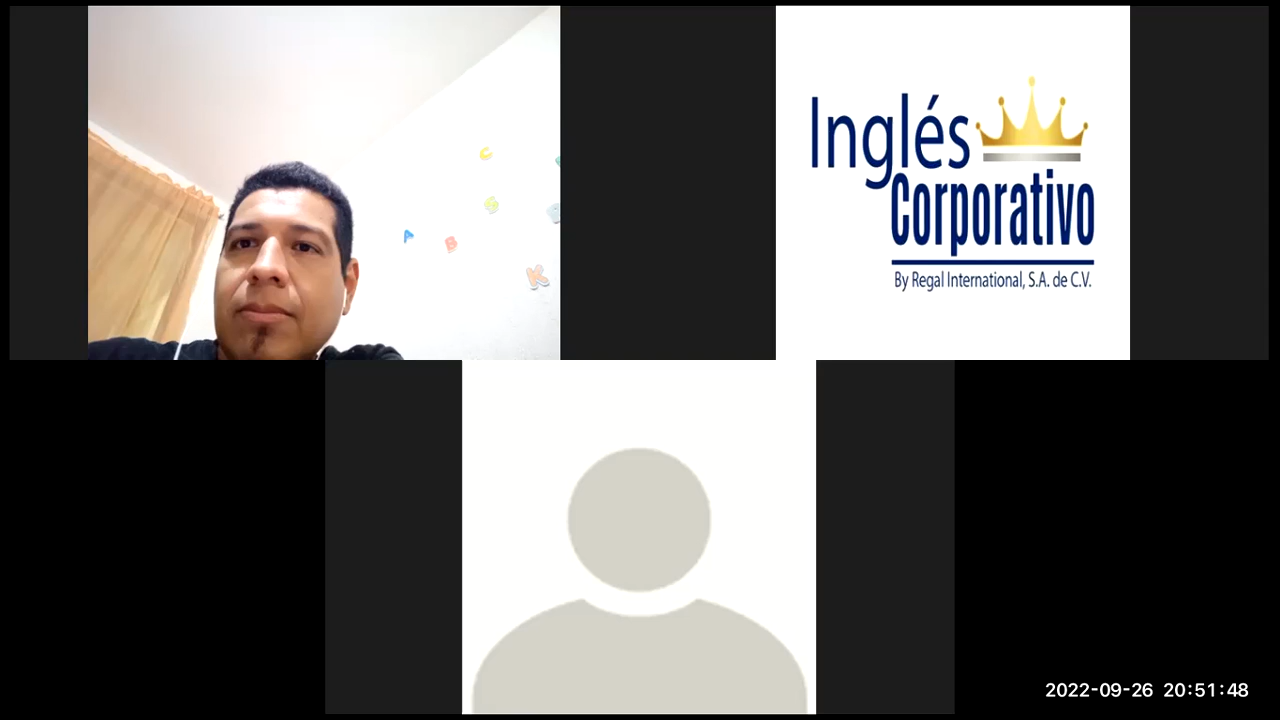 C
S
A
B
K
Inglés
Corporativo
By Regal International, S.A. de C.V.
2022-09-26 20:51:48